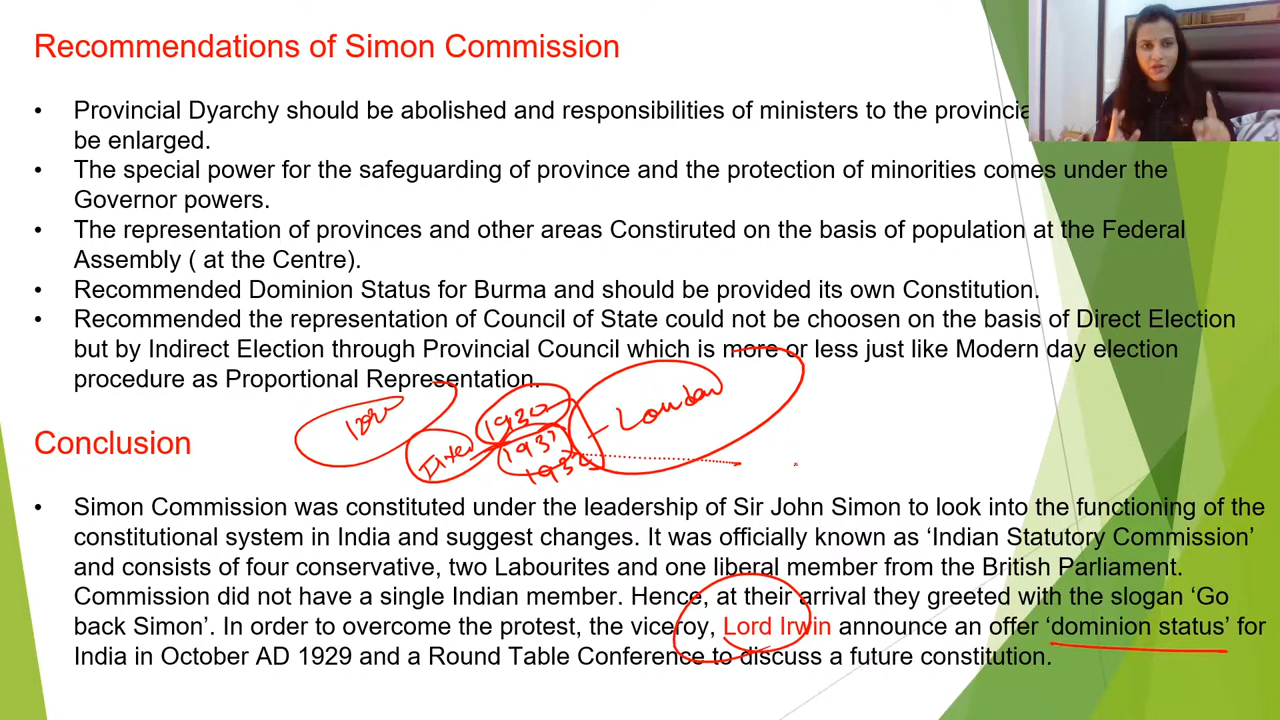 Recommendations of Simon Commission
• Provincial Dyarchy should be abolished and responsibilities of ministers to the provincia
be enlarged.
• The special power for the safeguarding of province and the protection of minorities comes under the
Governor powers.
• The representation of provinces and other areas Constiruted on the basis of population at the Federal
Assembly ( at the Centre).
• Recommended Dominion Status for Burma and should be provided its own Constitution.
• Recommended the representation of Council of State could not be choosen on the basis of Direct Election
but by Indirect Election through Provincial Council which is more or less just like Modern day election
procedure as Proportional Representation.
1930
London
1931
1932
Conclusion
• Simon Commission was constituted under the leadership of Sir John Simon to look into the functioning of the
constitutional system in India and suggest changes. It was officially known as ‘Indian Statutory Commission’
and consists of four conservative, two Labourites and one liberal member from the British Parliament.
Commission did not have a single Indian member. Hence, at their arrival they greeted with the slogan ‘Go
back Simon’. In order to overcome the protest, the viceroy, Lord Irwin announce an offer ‘dominion status’ for
India in October AD 1929 and a Round Table Conference to discuss a future constitution.